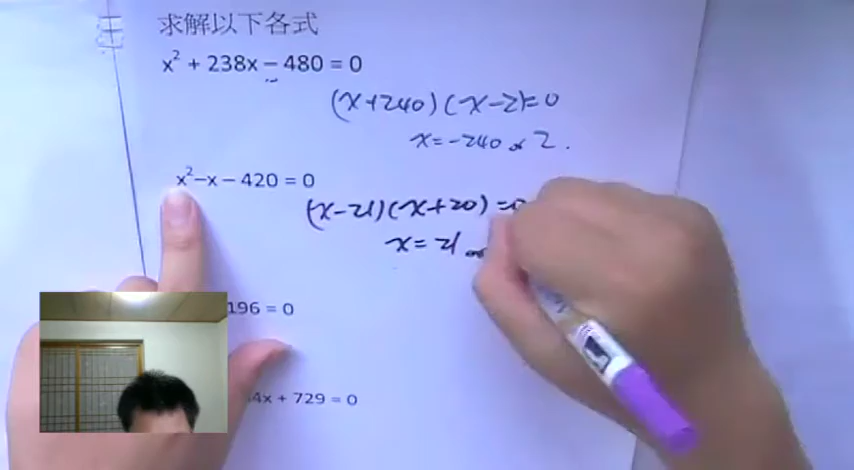 求解以下各式
x² + 238x − 480 = 0
(x+240)(x-2)=0
x=-240 or 2.
x²−x − 420 = 0
(x-21)(x+20) =0
x= 21 or
196 = 0
4x + 729 = 0